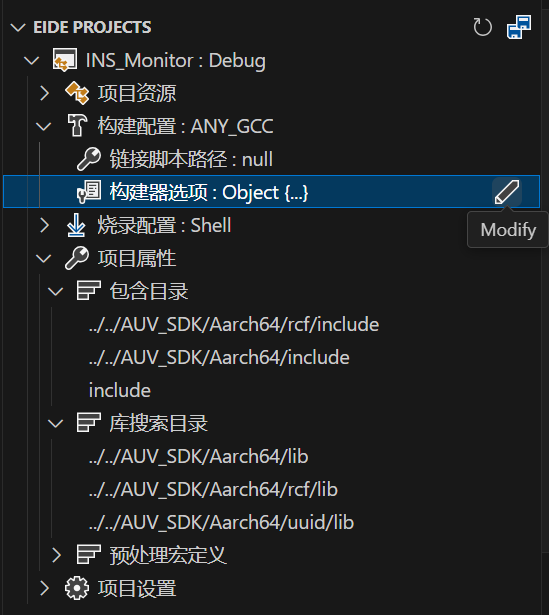 EIDE PROJECTS
INS_Monitor : Debug
项目资源
构建配置 : ANY_GCC
链接脚本路径 : null
构建器选项 : Object {...}
烧录配置 : Shell
Modify
项目属性
包含目录
../../AUV_SDK/Aarch64/rcf/include
../../AUV_SDK/Aarch64/include
include
库搜索目录
../../AUV_SDK/Aarch64/lib
../../AUV_SDK/Aarch64/rcf/lib
../../AUV_SDK/Aarch64/uuid/lib
预处理宏定义
项目设置